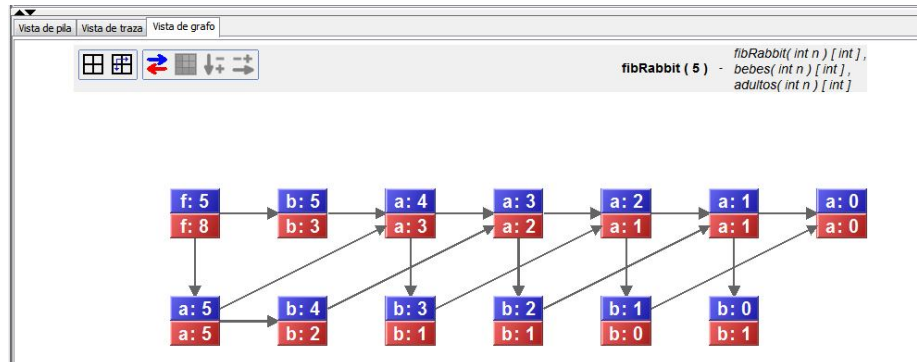 Vista de pila Vista de traza Vista de grafo
fibRabbit ( 5 ) - fibRabbit( int n ) [ int ] ,
bebes( int n ) [ int ] ,
adultos( int n ) [ int ]
f: 5 b: 5 a: 4 a: 3 a: 2 a: 1 a: 0
f: 8 b: 3 a: 3 a: 2 a: 1 a: 1 a: 0
a: 5 b: 4 b: 3 b: 2 b: 1 b: 0
a: 5 b: 2 b: 1 b: 1 b: 0 b: 1